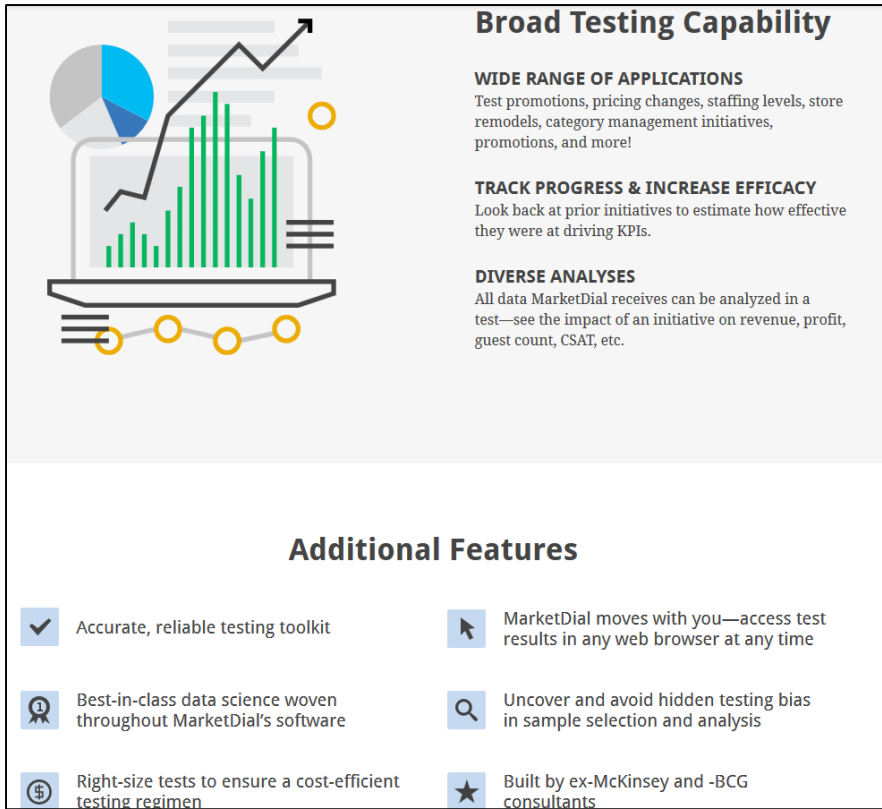 Broad Testing Capability
WIDE RANGE OF APPLICATIONS
Test promotions, pricing changes, staffing levels, store
remodels, category management initiatives,
promotions, and more!
TRACK PROGRESS & INCREASE EFFICACY
Look back at prior initiatives to estimate how effective
they were at driving KPIs.
DIVERSE ANALYSES
All data MarketDial receives can be analyzed in a
test—see the impact of an initiative on revenue, profit,
guest count, CSAT, etc.
Additional Features
Accurate, reliable testing toolkit
MarketDial moves with you—access test
results in any web browser at any time
1
Best-in-class data science woven
throughout MarketDial's software
Uncover and avoid hidden testing bias
in sample selection and analysis
$
Right-size tests to ensure a cost-efficient
testing regimen
Built by ex-McKinsey and -BCG
consultants